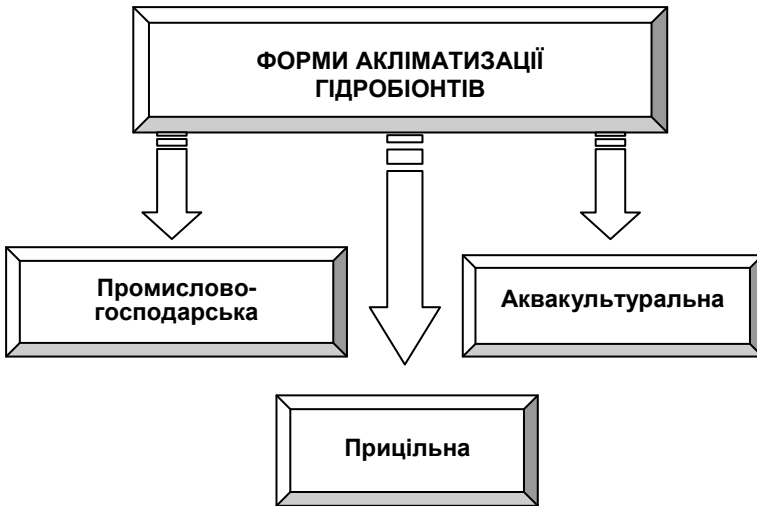 ФОРМИ АКЛІМАТИЗАЦІЇ
ГІДРОБІОНТІВ
Промислово-
господарська
Аквакультуральна
Прицільна